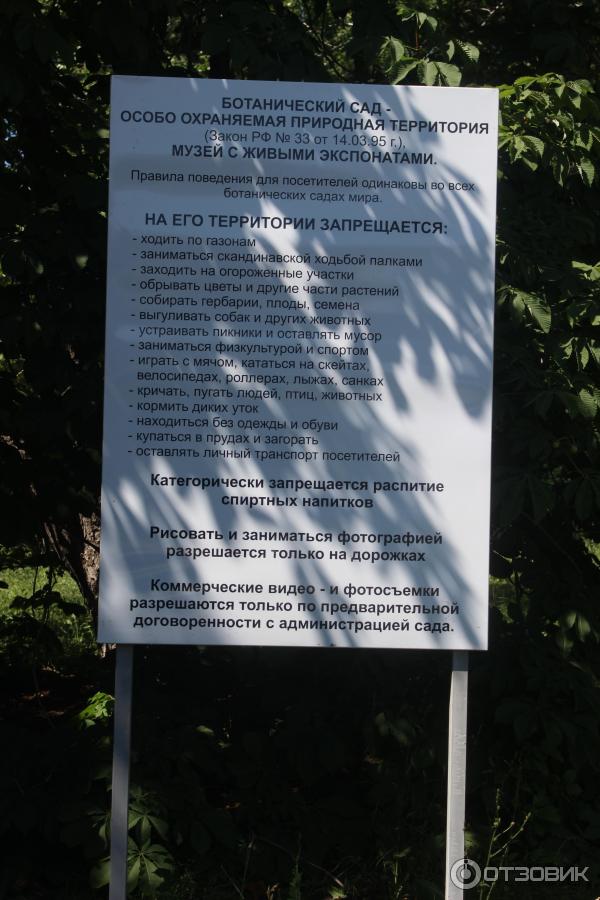 БОТАНИЧЕСКИЙ САД -
ОСОБО ОХРАНЯЕМАЯ ПРИРОДНАЯ ТЕРРИТОРИЯ
(Закон РФ № 33 от 14.03.95 г.),
МУЗЕЙ С ЖИВЫМИ ЭКСПОНАТАМИ.
Правила поведения для посетителей одинаковы во всех
ботанических садах мира.
НА ЕГО ТЕРРИТОРИИ ЗАПРЕЩАЕТСЯ:
- ходить по газонам
- заниматься скандинавской ходьбой палками
- заходить на огороженные участки
- обрывать цветы и другие части растений
- собирать гербарии, плоды, семена
- выгуливать собак и других животных
- устраивать пикники и оставлять мусор
- заниматься физкультурой и спортом
- играть с мячом, кататься на скейтах,
велосипедах, роллерах, лыжах, санках
- кричать, пугать людей, птиц, животных
- кормить диких уток
- находиться без одежды и обуви
- купаться в прудах и загорать
- оставлять личный транспорт посетителей
Категорически запрещается распитие
спиртных напитков
Рисовать и заниматься фотографией
разрешается только на дорожках
Коммерческие видео - и фотосъемки
разрешаются только по предварительной
договоренности с администрацией сада.
ОТЗОВИК